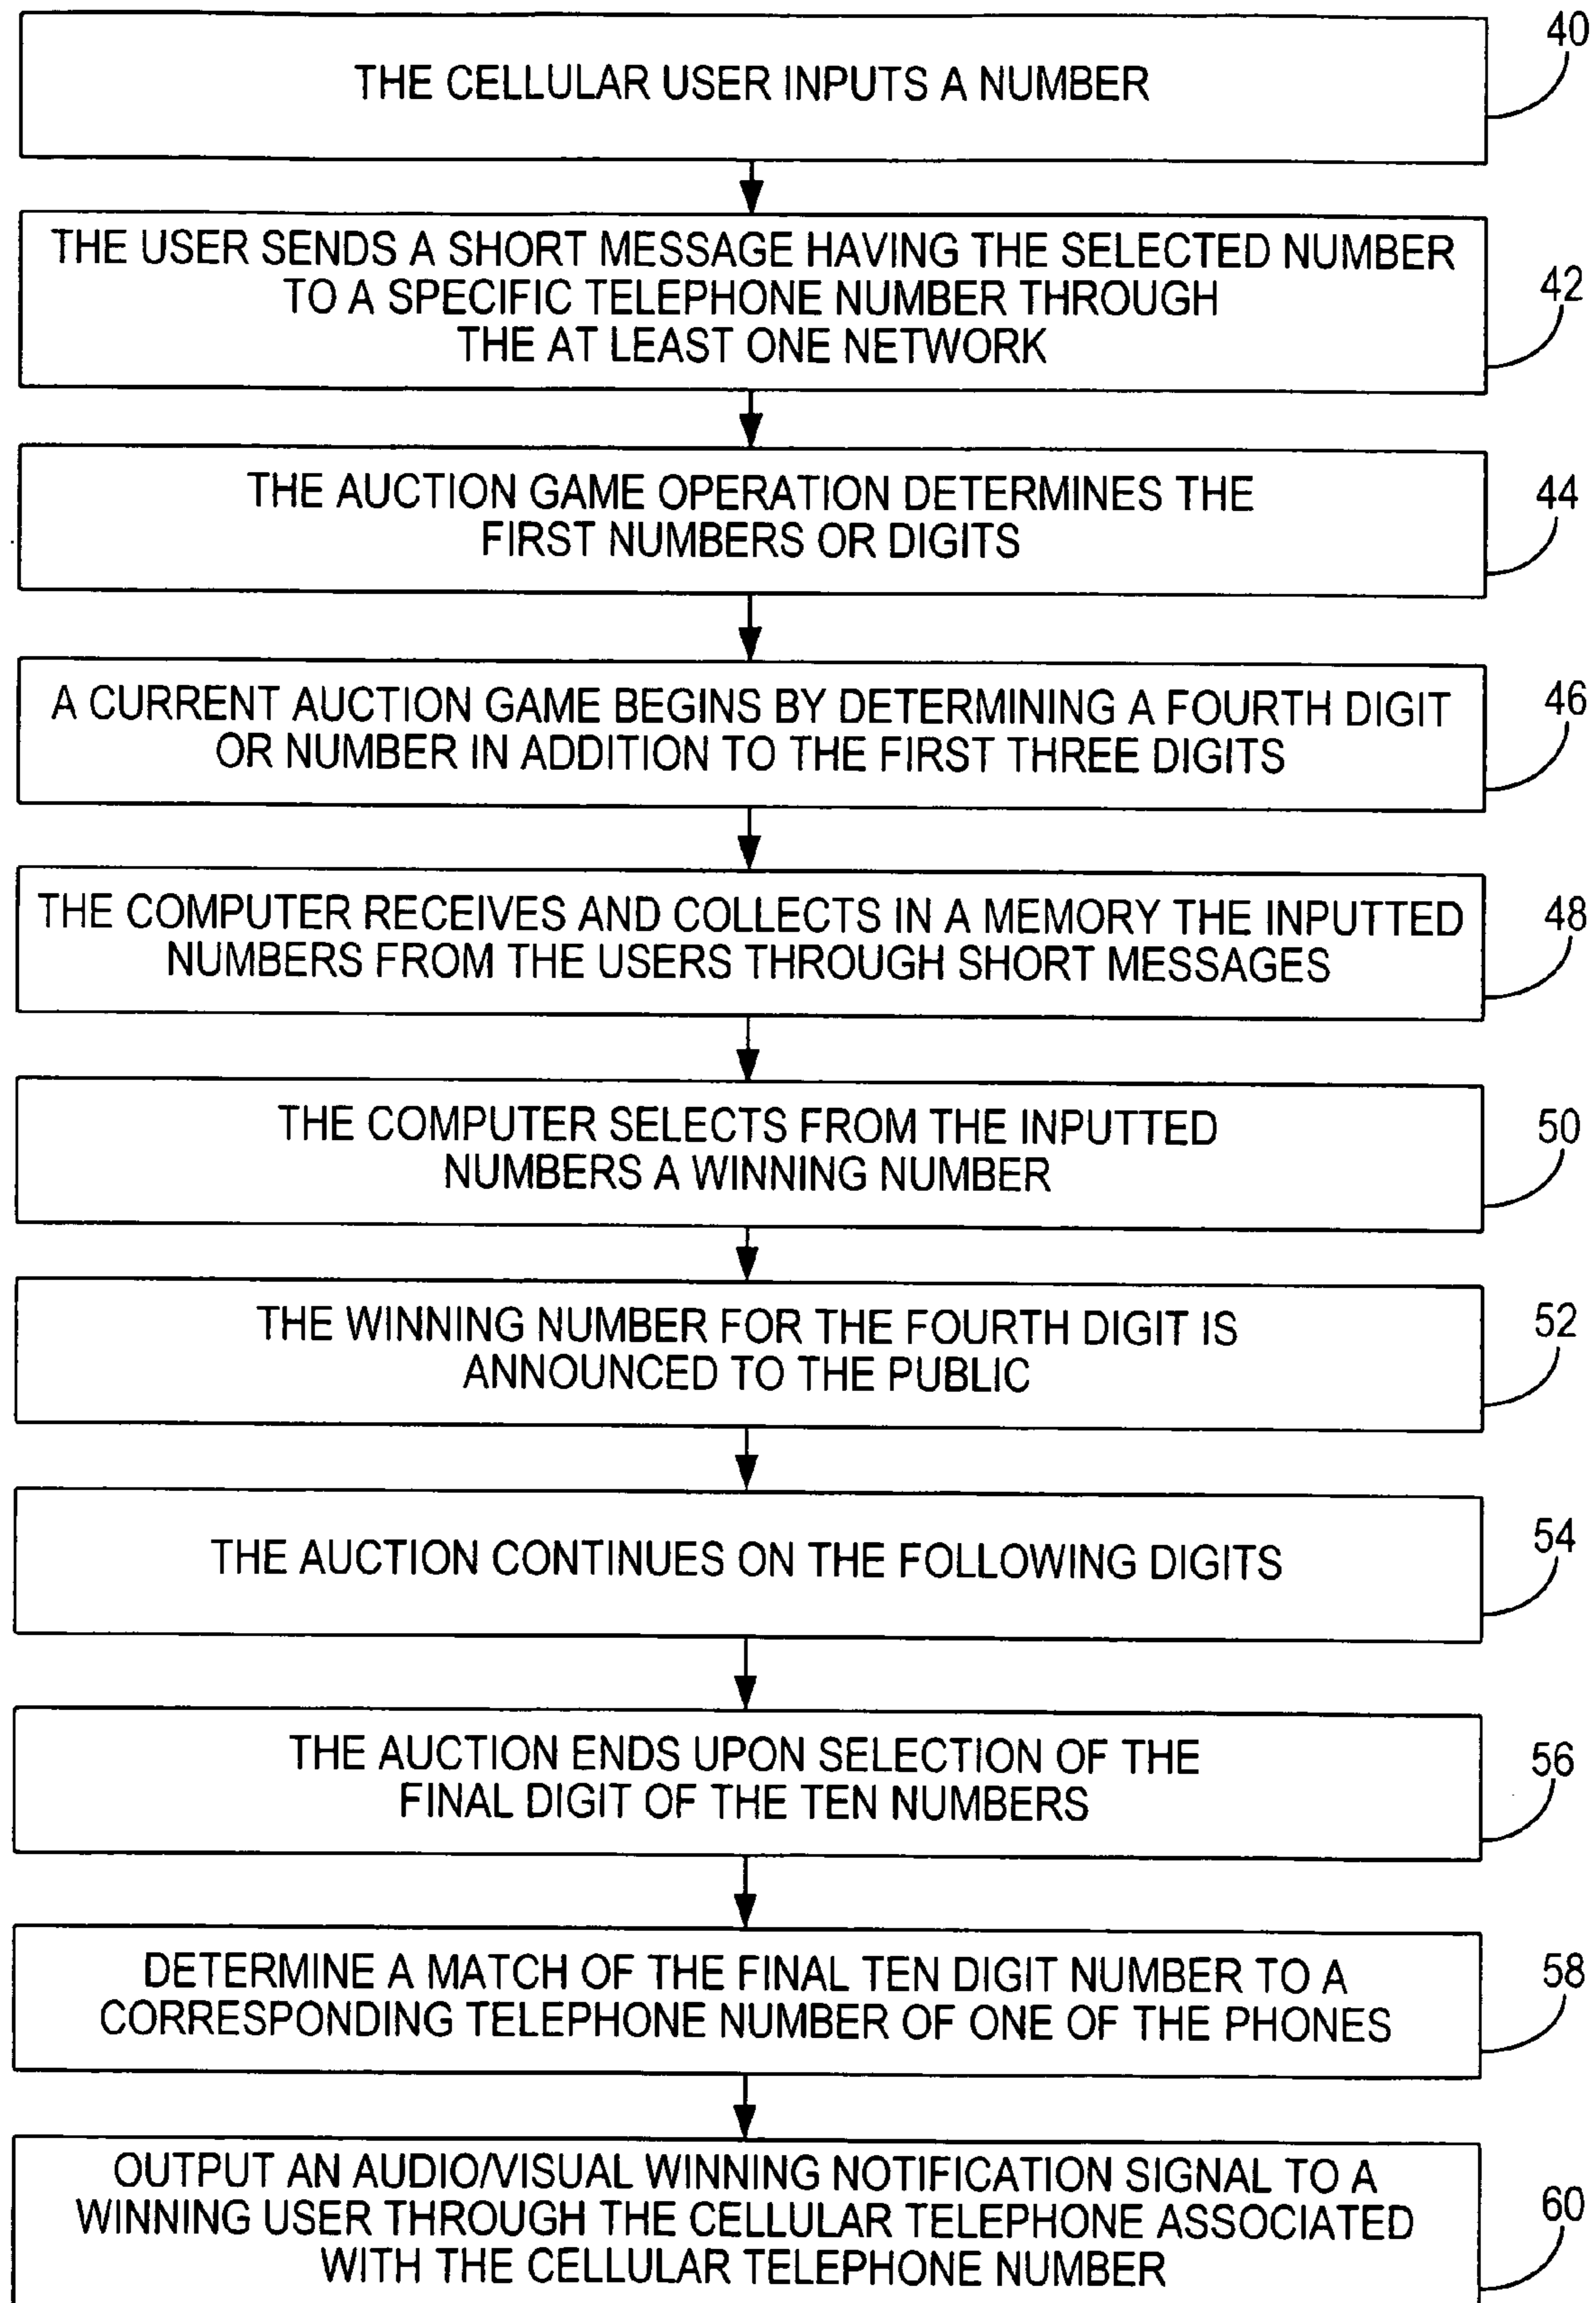 40
THE CELLULAR USER INPUTS A NUMBER
THE USER SENDS A SHORT MESSAGE HAVING THE SELECTED NUMBER
TO A SPECIFIC TELEPHONE NUMBER THROUGH
THE AT LEAST ONE NETWORK
42
THE AUCTION GAME OPERATION DETERMINES THE
FIRST NUMBERS OR DIGITS
44
A CURRENT AUCTION GAME BEGINS BY DETERMINING A FOURTH DIGIT
OR NUMBER IN ADDITION TO THE FIRST THREE DIGITS
46
THE COMPUTER RECEIVES AND COLLECTS IN A MEMORY THE INPUTTED
NUMBERS FROM THE USERS THROUGH SHORT MESSAGES
48
THE COMPUTER SELECTS FROM THE INPUTTED
NUMBERS A WINNING NUMBER
50
THE WINNING NUMBER FOR THE FOURTH DIGIT IS
ANNOUNCED TO THE PUBLIC
52
THE AUCTION CONTINUES ON THE FOLLOWING DIGITS
54
THE AUCTION ENDS UPON SELECTION OF THE
FINAL DIGIT OF THE TEN NUMBERS
56
DETERMINE A MATCH OF THE FINAL TEN DIGIT NUMBER TO A
CORRESPONDING TELEPHONE NUMBER OF ONE OF THE PHONES
58
OUTPUT AN AUDIO/VISUAL WINNING NOTIFICATION SIGNAL TO A
WINNING USER THROUGH THE CELLULAR TELEPHONE ASSOCIATED
WITH THE CELLULAR TELEPHONE NUMBER
60